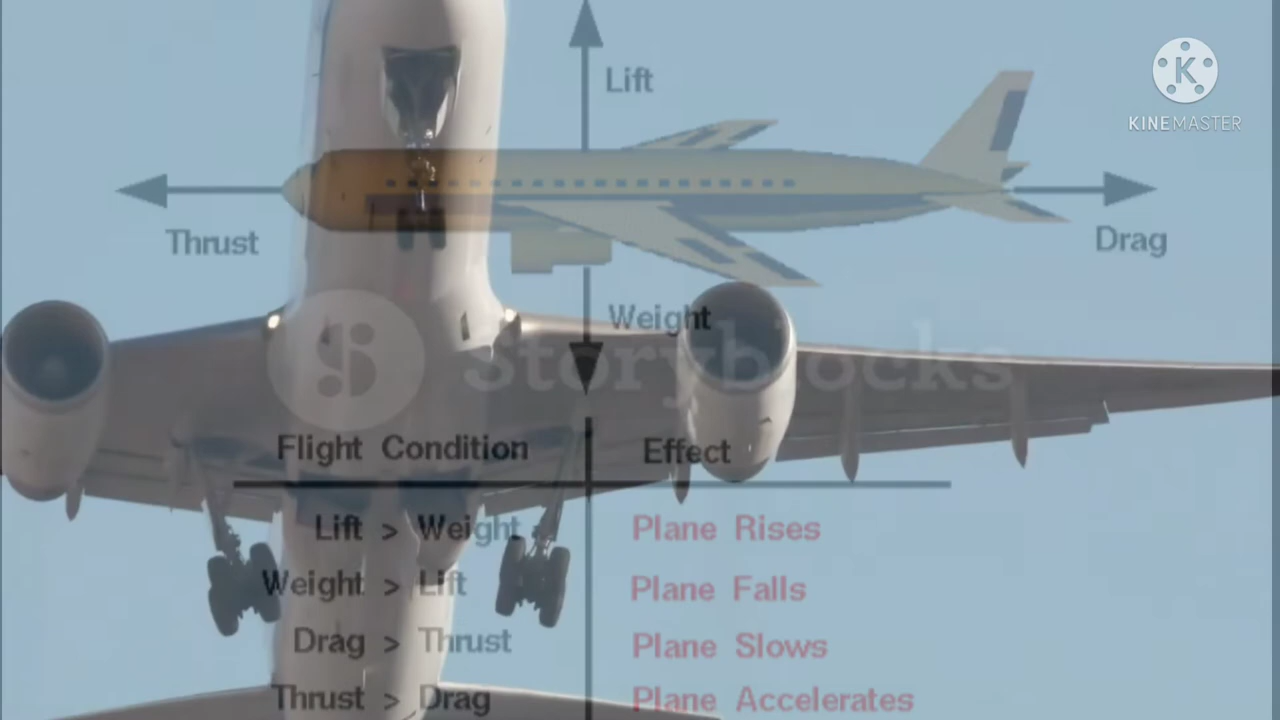 Lift
K
KINEMASTER
Thrust
Drag
Weight
Storyblocks
Flight Condition Effect
Lift > Weight Plane Rises
Weight > Lift Plane Falls
Drag > Thrust Plane Slows
Thrust > Drag Plane Accelerates